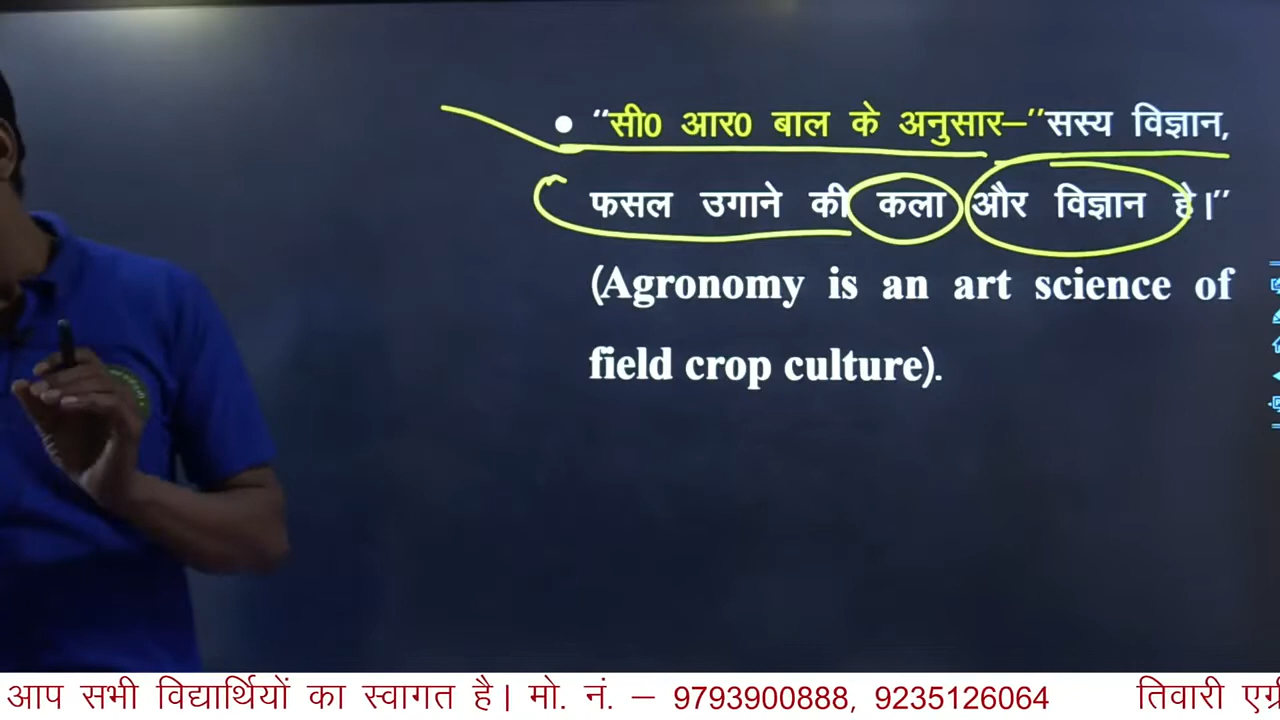 ● “सी0 आर0 बाल के अनुसार–”सस्य विज्ञान,
फसल उगाने की कला और विज्ञान है।”
(Agronomy is an art science of
field crop culture).
आप सभी विद्यार्थियों का स्वागत है। मो. नं. – 9793900888, 9235126064 तिवारी